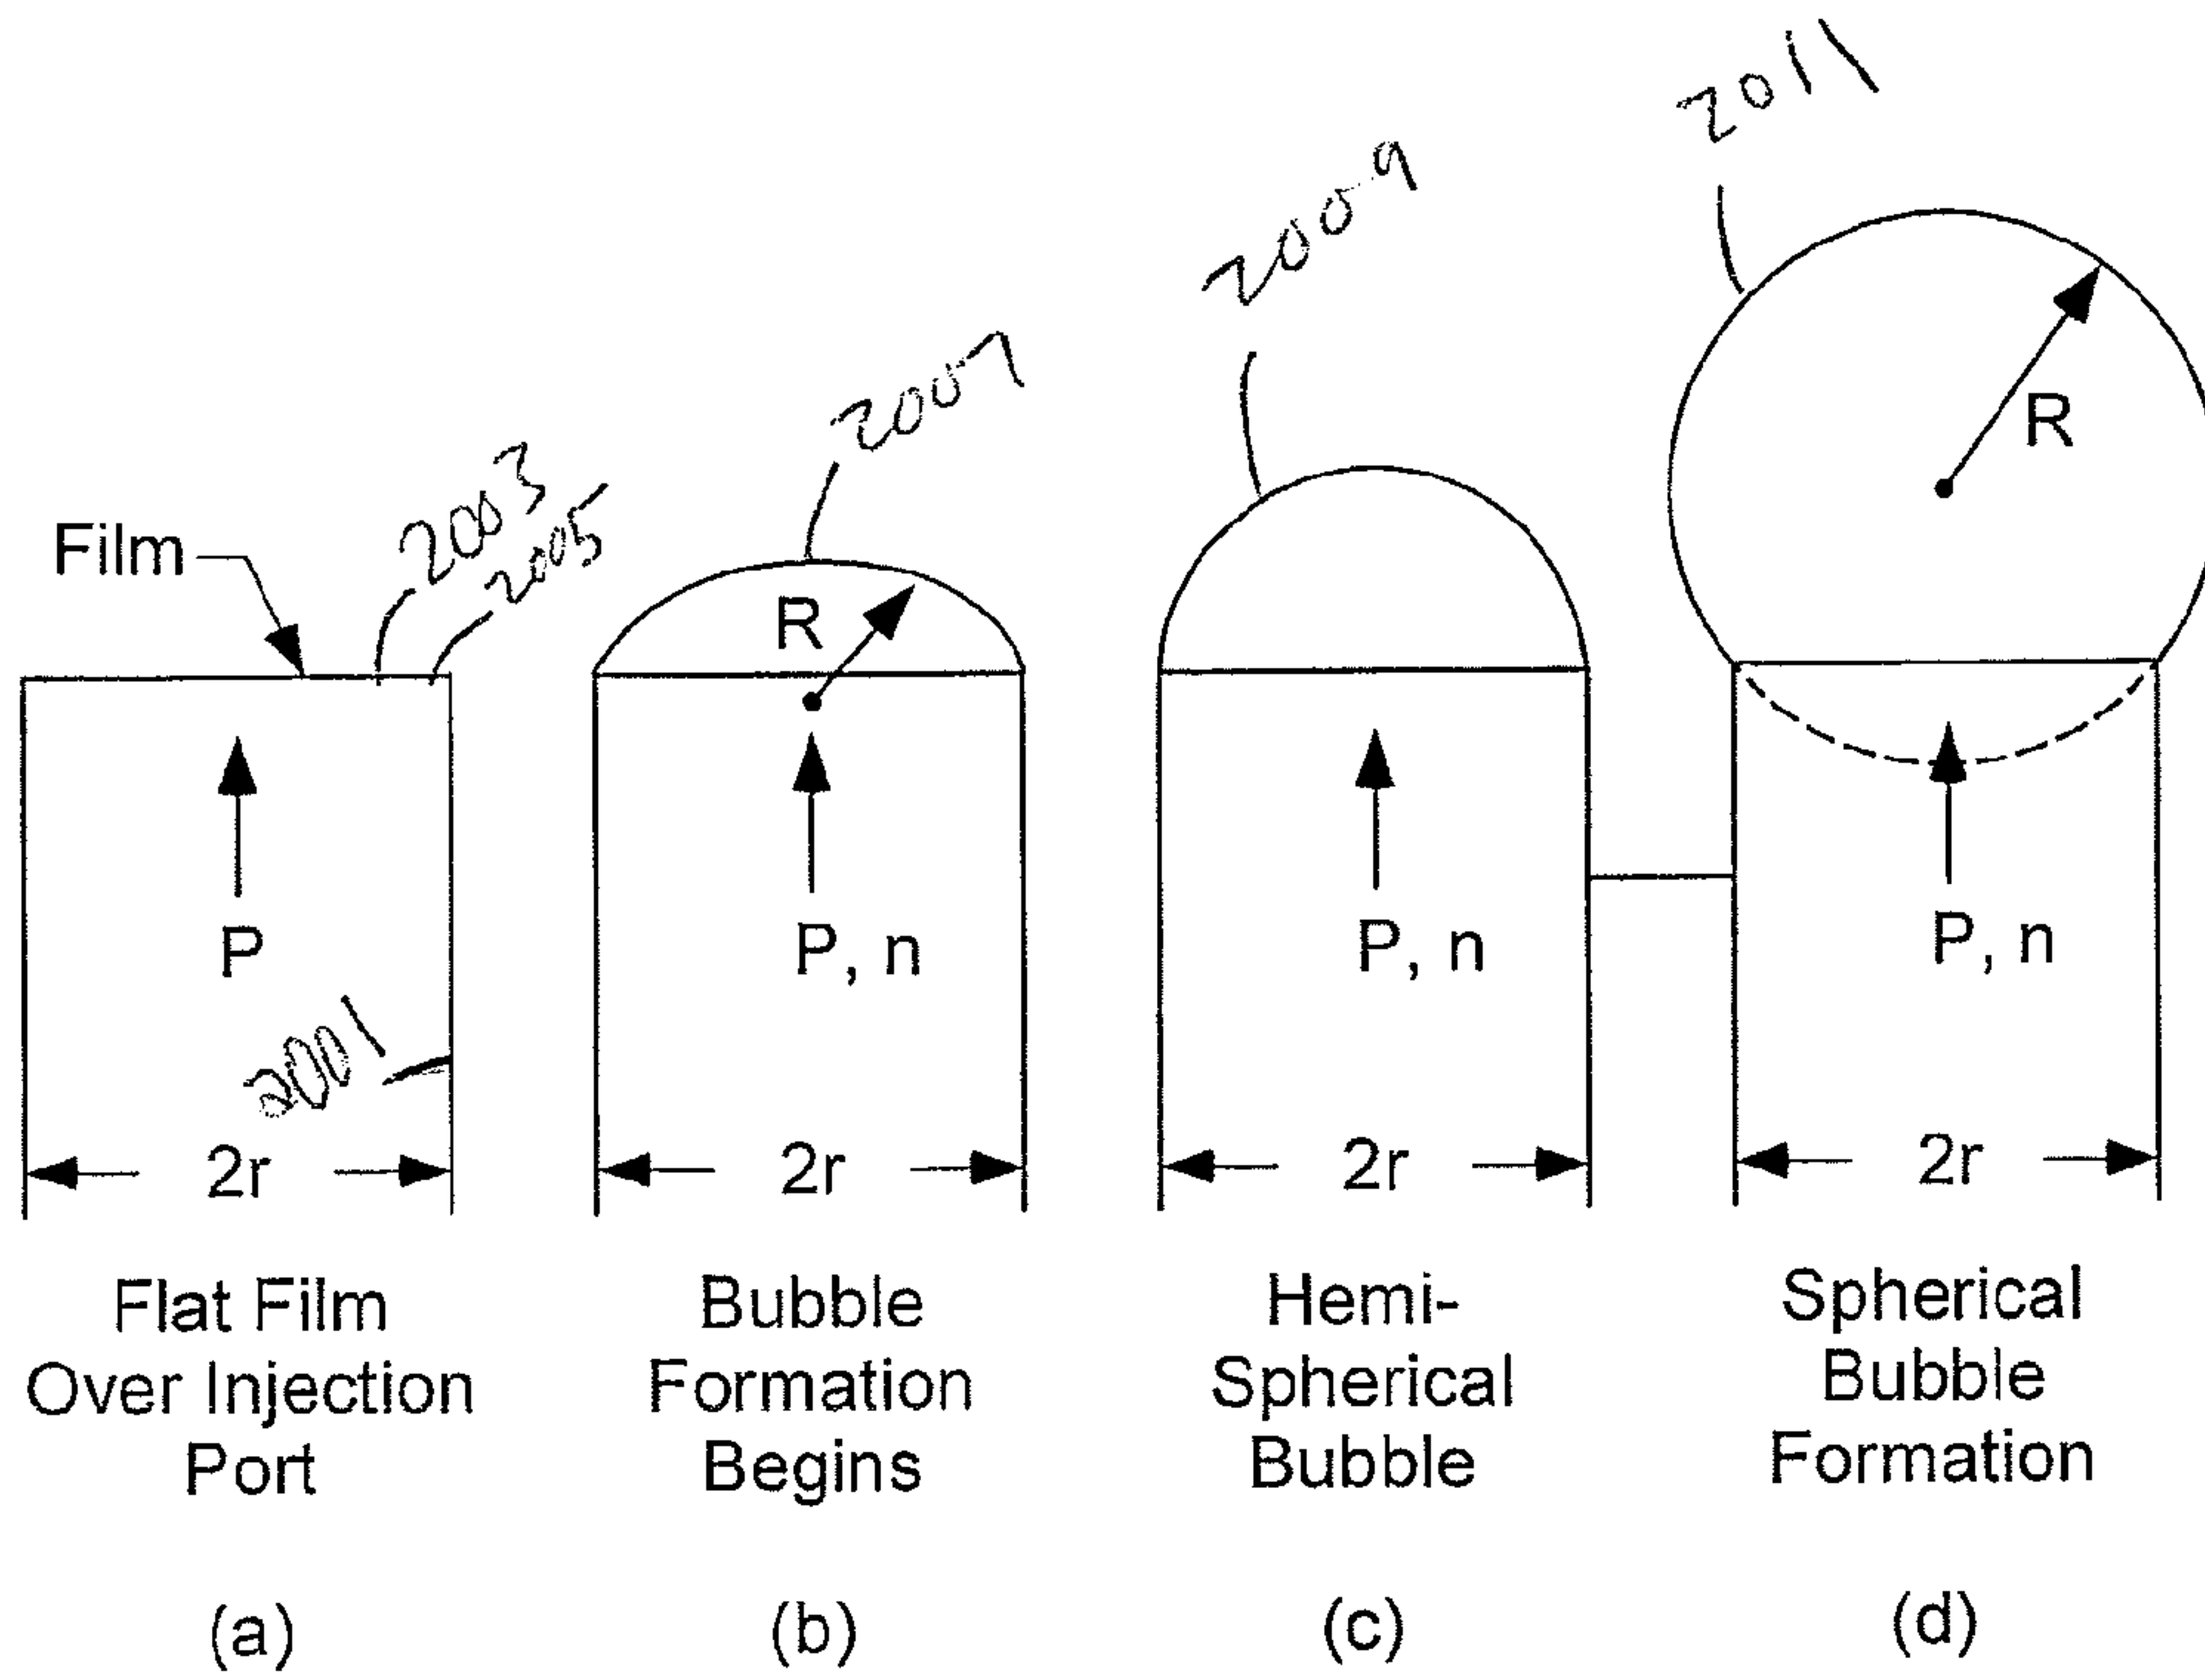 2011
2009
2007
2003
2005
Film
R
R
P
P, n
P, n
P, n
2001
2r
2r
2r
2r
Flat Film
Over Injection
Port
Bubble
Formation
Begins
Hemi-
Spherical
Bubble
Spherical
Bubble
Formation
(a)
(b)
(c)
(d)